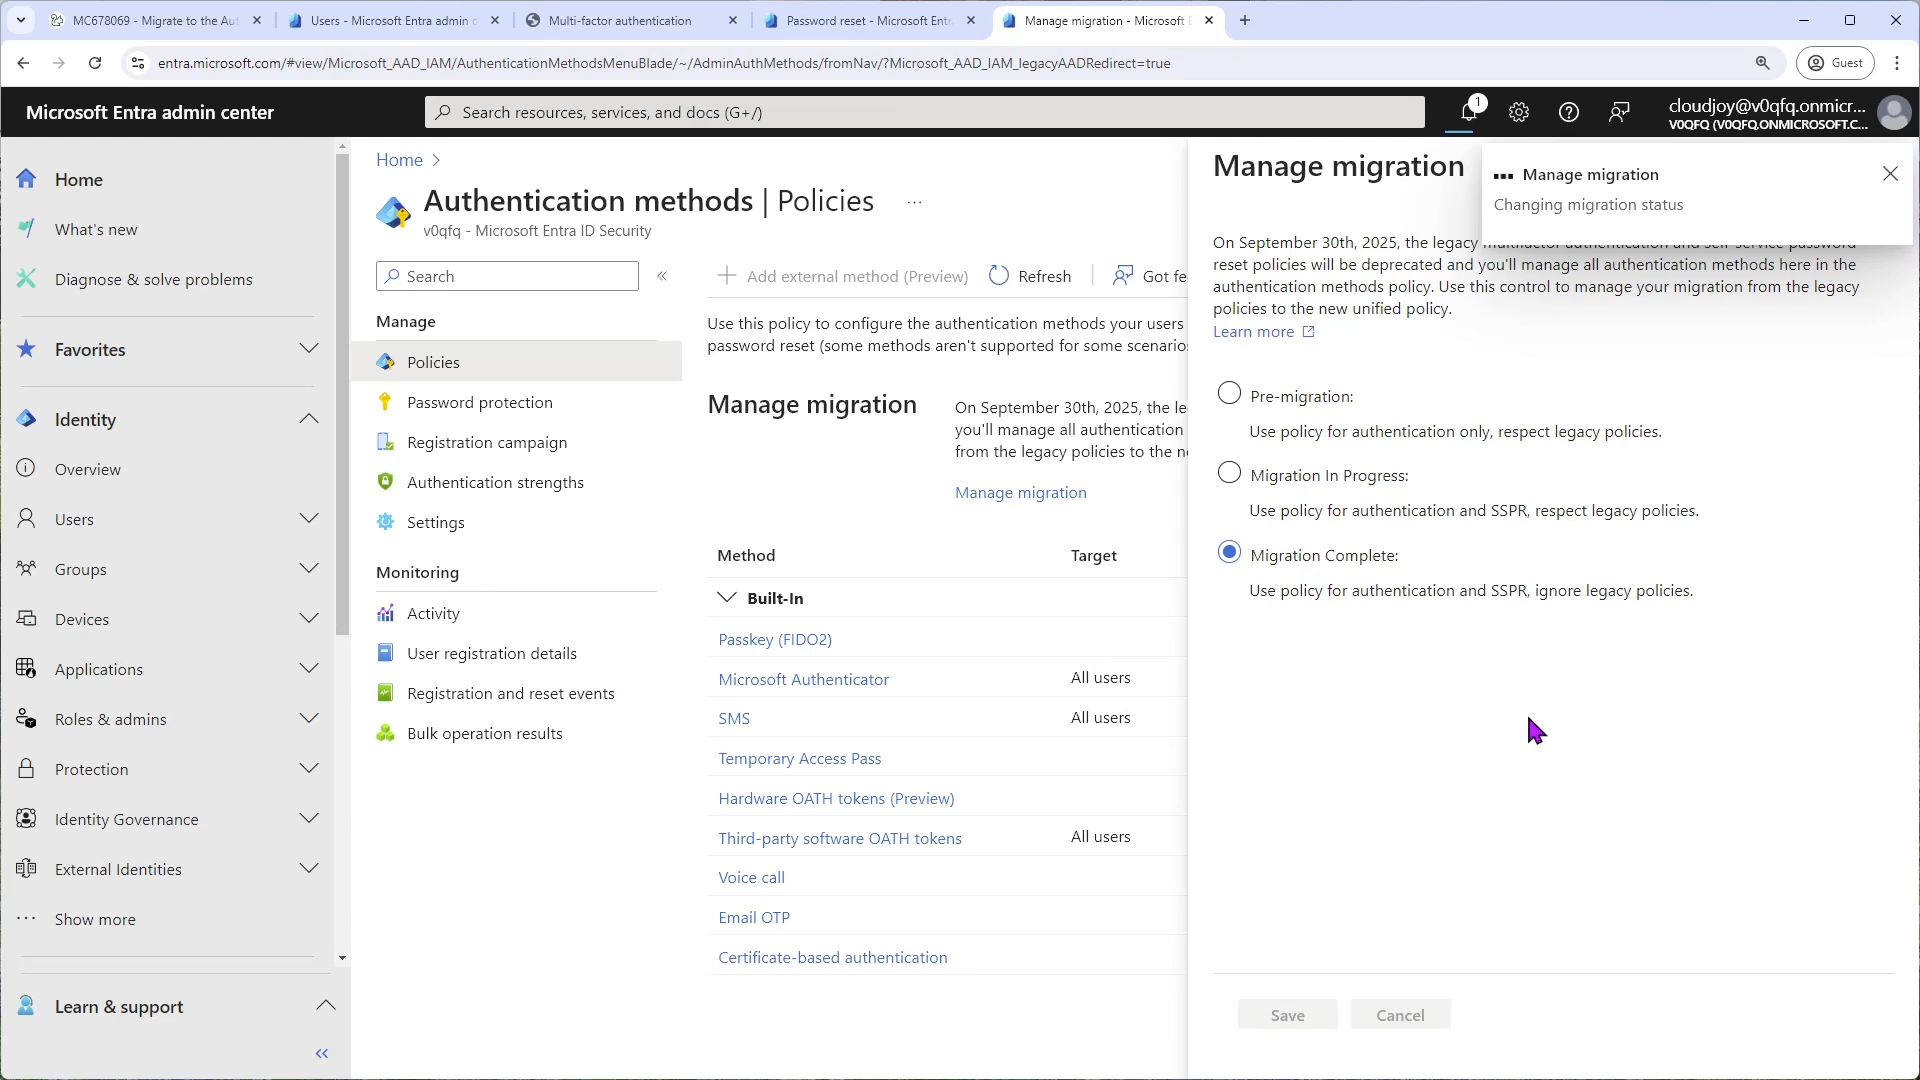 MC678069 - Migrate to the Aut
Users - Microsoft Entra admin c
Multi-factor authentication
Password reset - Microsoft Entr
Manage migration - Microsoft E
entra.microsoft.com/#view/Microsoft_AAD_IAM/AuthenticationMethodsMenuBlade/~/AdminAuthMethods/fromNav/?Microsoft_AAD_IAM_legacyAADRedirect=true
Guest
Microsoft Entra admin center
Search resources, services, and docs (G+/)
1
cloudjoy@v0qfq.onmicr...
V0QFQ (V0QFQ.ONMICROSOFT.C...
Home
What's new
Diagnose & solve problems
Favorites
Identity
Overview
Users
Groups
Devices
Applications
Roles & admins
Protection
Identity Governance
External Identities
Show more
Learn & support
Home
Authentication methods | Policies
v0qfq - Microsoft Entra ID Security
Search
Manage
Policies
Password protection
Registration campaign
Authentication strengths
Settings
Monitoring
Activity
User registration details
Registration and reset events
Bulk operation results
Add external method (Preview)
Refresh
Got fe
Use this policy to configure the authentication methods your users
password reset (some methods aren't supported for some scenario
Manage migration
On September 30th, 2025, the le
you'll manage all authentication
from the legacy policies to the n
Manage migration
Method Target
Built-In
Passkey (FIDO2)
Microsoft Authenticator All users
SMS All users
Temporary Access Pass
Hardware OATH tokens (Preview)
Third-party software OATH tokens All users
Voice call
Email OTP
Certificate-based authentication
Manage migration
Manage migration
Changing migration status
On September 30th, 2025, the legacy multifactor authentication and self-service password
reset policies will be deprecated and you'll manage all authentication methods here in the
authentication methods policy. Use this control to manage your migration from the legacy
policies to the new unified policy.
Learn more
Pre-migration:
Use policy for authentication only, respect legacy policies.
Migration In Progress:
Use policy for authentication and SSPR, respect legacy policies.
Migration Complete:
Use policy for authentication and SSPR, ignore legacy policies.
Save
Cancel